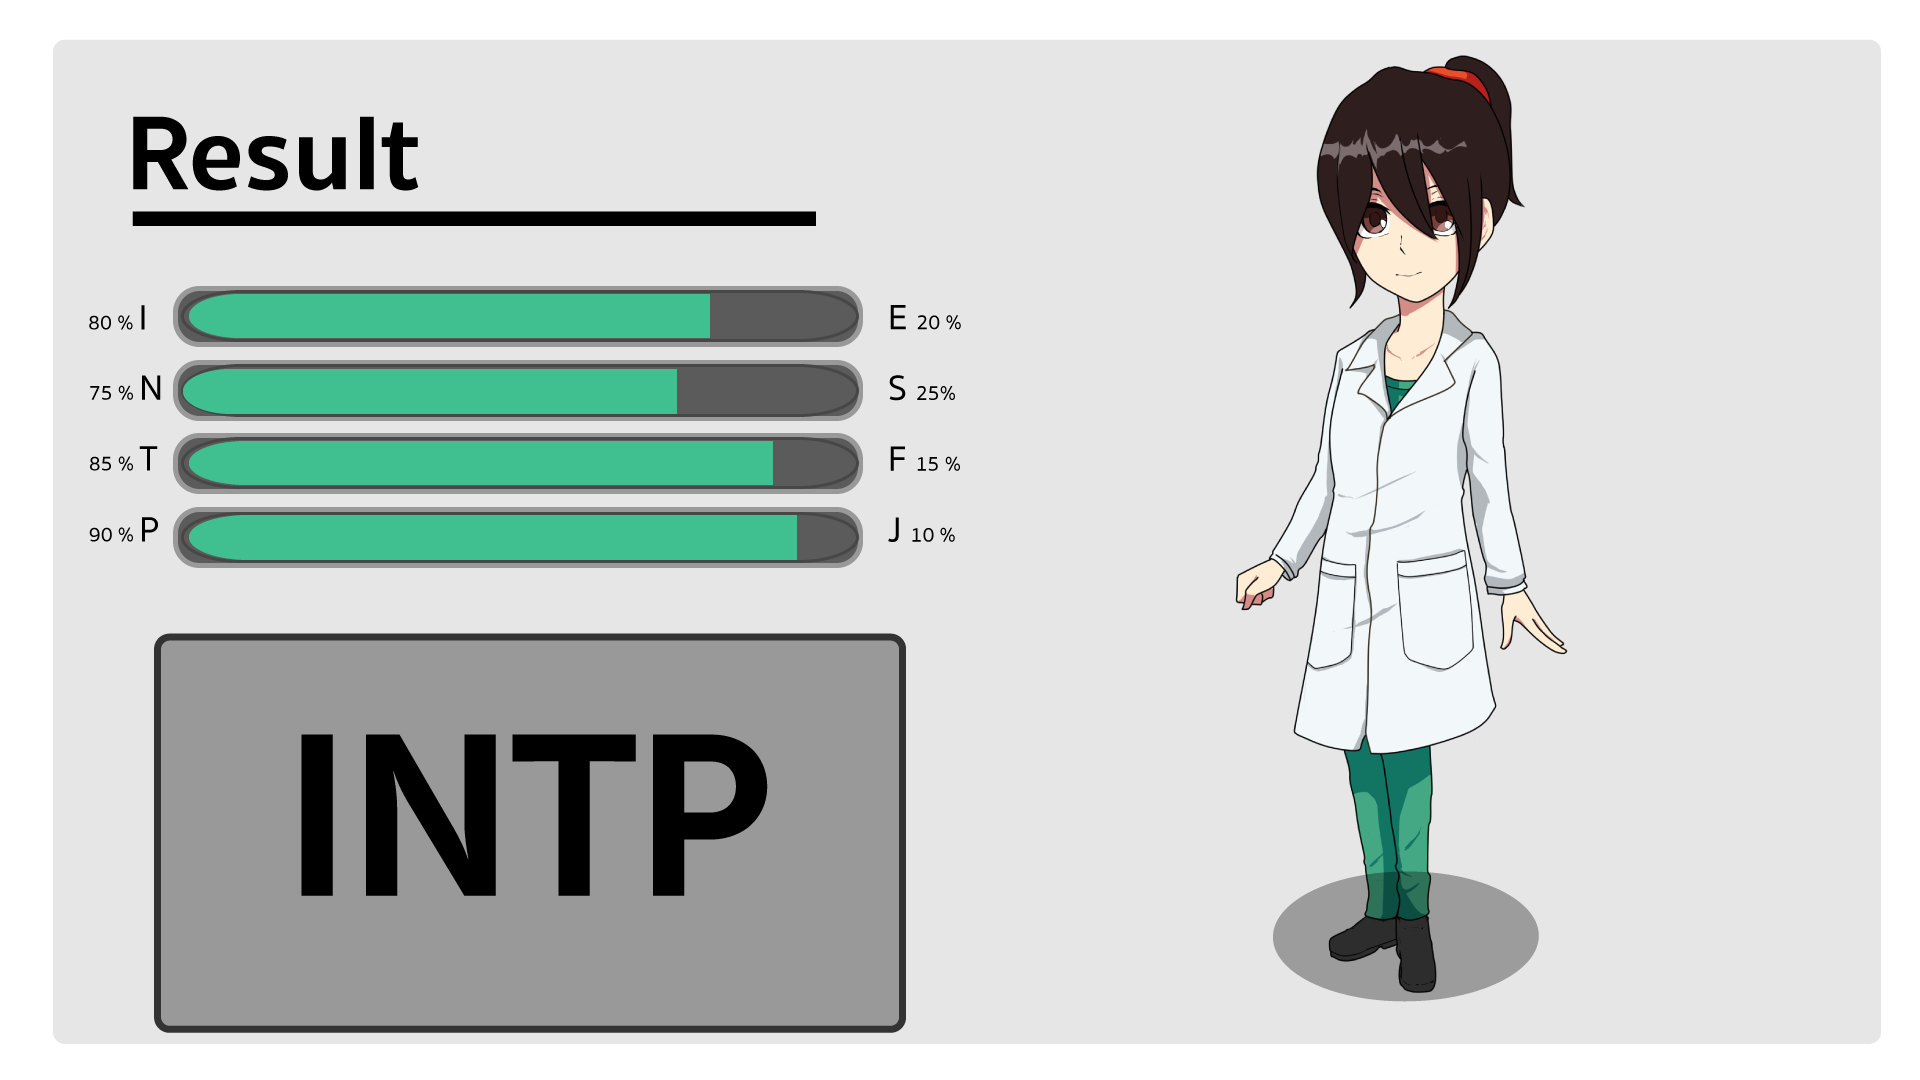 Result
80 % I E 20 %
75 % N S 25%
85 % T F 15 %
90 % P J 10 %
INTP